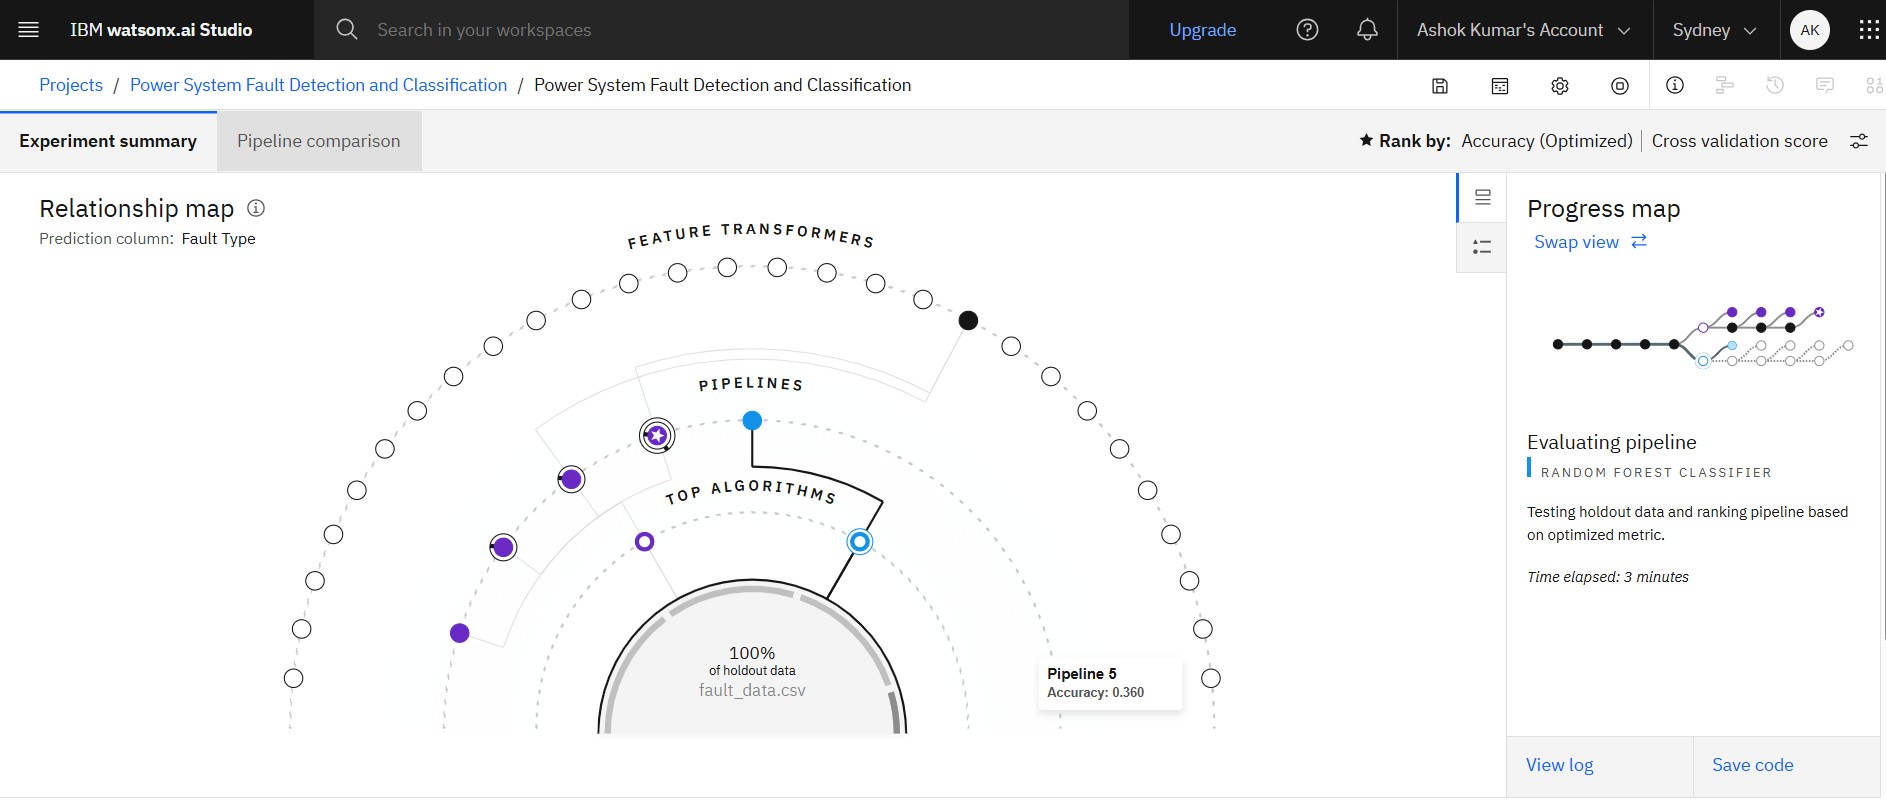 IBM watsonx.ai Studio
Search in your workspaces
Upgrade
Ashok Kumar's Account
Sydney
AK
Projects / Power System Fault Detection and Classification / Power System Fault Detection and Classification
Experiment summary
Pipeline comparison
Rank by: Accuracy (Optimized) | Cross validation score
Relationship map
Prediction column: Fault Type
FEATURE TRANSFORMERS
PIPELINES
TOP ALGORITHMS
100%
of holdout data
fault_data.csv
Pipeline 5
Accuracy: 0.360
Progress map
Swap view
Evaluating pipeline
RANDOM FOREST CLASSIFIER
Testing holdout data and ranking pipeline based
on optimized metric.
Time elapsed: 3 minutes
View log
Save code